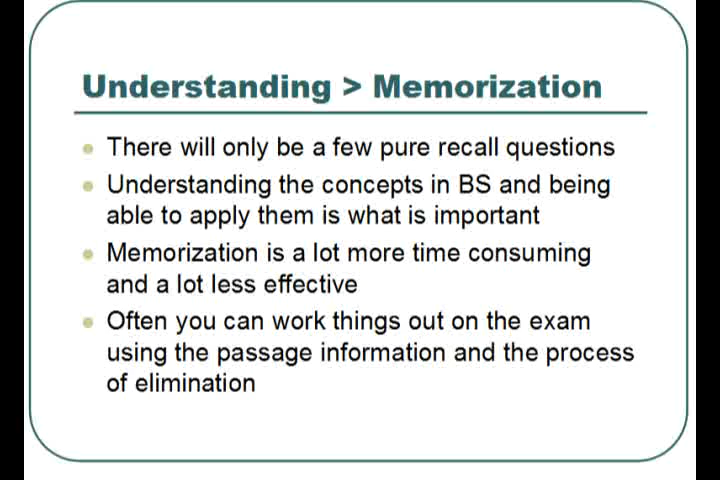 Understanding > Memorization
There will only be a few pure recall questions
Understanding the concepts in BS and being
able to apply them is what is important
Memorization is a lot more time consuming
and a lot less effective
Often you can work things out on the exam
using the passage information and the process
of elimination